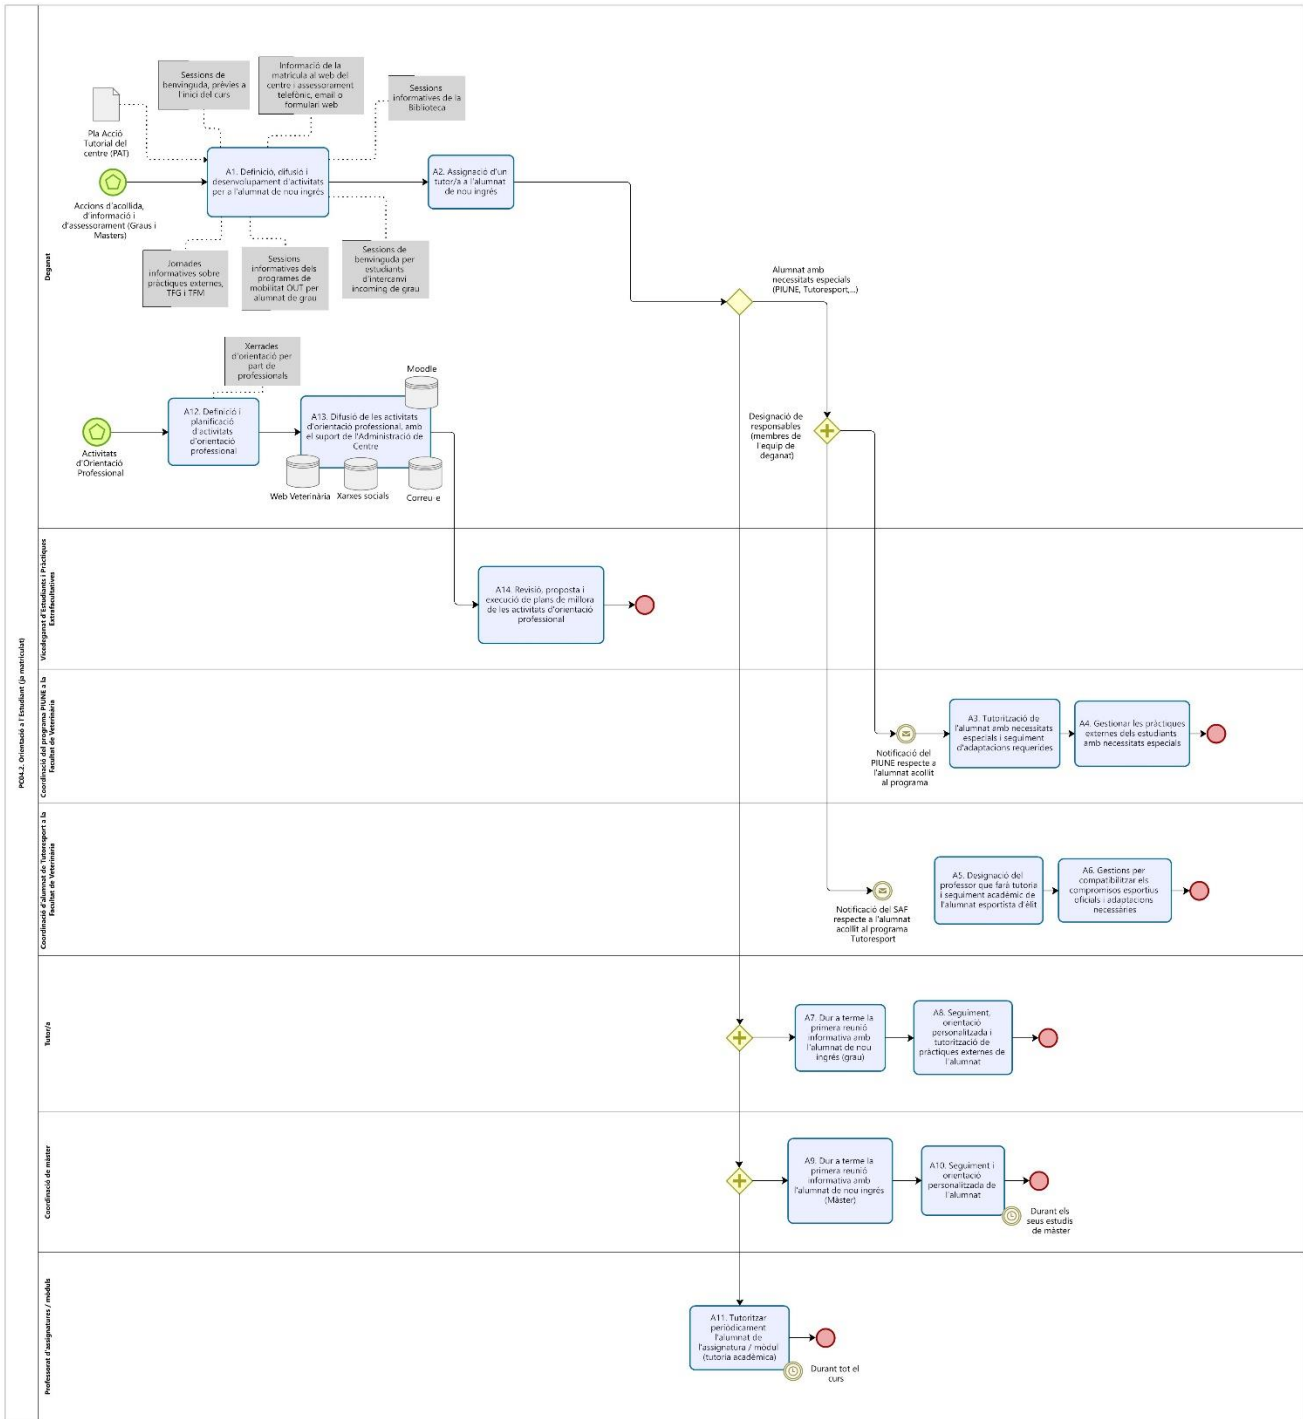 PC04.2. Orientació a l'Estudiant (ja matriculat)
Deganat
Pla Acció
Tutorial del
centre (PAT)
Sessions de
benvinguda, prèvies a
l'inici del curs
Informació de la
matrícula al web del
centre i assessorament
telefònic, email o
formulari web
Sessions
informatives de la
Biblioteca
Accions d'acollida,
d'informació i
d'assessorament (Graus i
Masters)
A1. Definició, difusió i
desenvolupament d'activitats
per a l'alumnat de nou ingrés
A2. Assignació d'un
tutor/a a l'alumnat
de nou ingrés
Jornades
informatives sobre
pràctiques externes,
TFG i TFM
Sessions
informatives dels
programes de
mobilitat OUT per
alumnat de grau
Sessions de
benvinguda per
estudiants
d'intercanvi
incoming de grau
Alumnat amb
necessitats especials
(PIUNE, Tutoresport,...)
Xerrades
d'orientació per
part de
professionals
Activitats
d'Orientació
Professional
A12. Definició i
planificació
d'activitats
d'orientació
professional
A13. Difusió de les activitats
d'orientació professional, amb
el suport de l'Administració de
Centre
Moodle
Web Veterinària
Xarxes socials
Correu-e
Designació de
responsables
(membres de
l'equip de
deganat)
Vicedeganat d'Estudiants i Pràctiques
Extrafacultatives
A14. Revisió, proposta i
execució de plans de millora
de les activitats d'orientació
professional
Coordinació del programa PIUNE a la
Facultat de Veterinària
Notificació del
PIUNE respecte a
l'alumnat acollit
al programa
A3. Tutorització de
l'alumnat amb necessitats
especials i seguiment
d'adaptacions requerides
A4. Gestionar les pràctiques
externes dels estudiants
amb necessitats especials
Coordinació d'alumnat de Tutoresport a la
Facultat de Veterinària
Notificació del SAF
respecte a l'alumnat
acollit al programa
Tutoresport
A5. Designació del
professor que farà tutoria
i seguiment acadèmic de
l'alumnat esportista d'èlit
A6. Gestions per
compatibilitzar els
compromisos esportius
oficials i adaptacions
necessàries
Tutor/a
A7. Dur a terme la
primera reunió
informativa amb
l'alumnat de nou
ingrés (grau)
A8. Seguiment,
orientació
personalitzada i
tutorització de
pràctiques externes de
l'alumnat
Coordinació de màster
A9. Dur a terme la
primera reunió
informativa amb
l'alumnat de nou ingrés
(Màster)
A10. Seguiment i
orientació
personalitzada de
l'alumnat
Durant els
seus estudis
de màster
Professorat d'assignatures / mòduls
A11. Tutoritzar
periòdicament
l'alumnat de
l'assignatura / mòdul
(tutoria acadèmica)
Durant tot el
curs